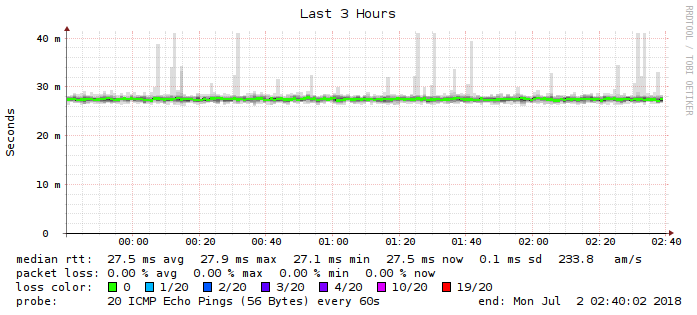 Last 3 Hours
RRDTOOL / TOBI OETIKER
40 m
30 m
20 m
10 m
0
Seconds
00:00 00:20 00:40 01:00 01:20 01:40 02:00 02:20 02:40
median rtt: 27.5 ms avg 27.9 ms max 27.1 ms min 27.5 ms now 0.1 ms sd 233.8 am/s
packet loss: 0.00 % avg 0.00 % max 0.00 % min 0.00 % now
loss color: 0 1/20 2/20 3/20 4/20 10/20 19/20
probe: 20 ICMP Echo Pings (56 Bytes) every 60s end: Mon Jul 2 02:40:02 2018